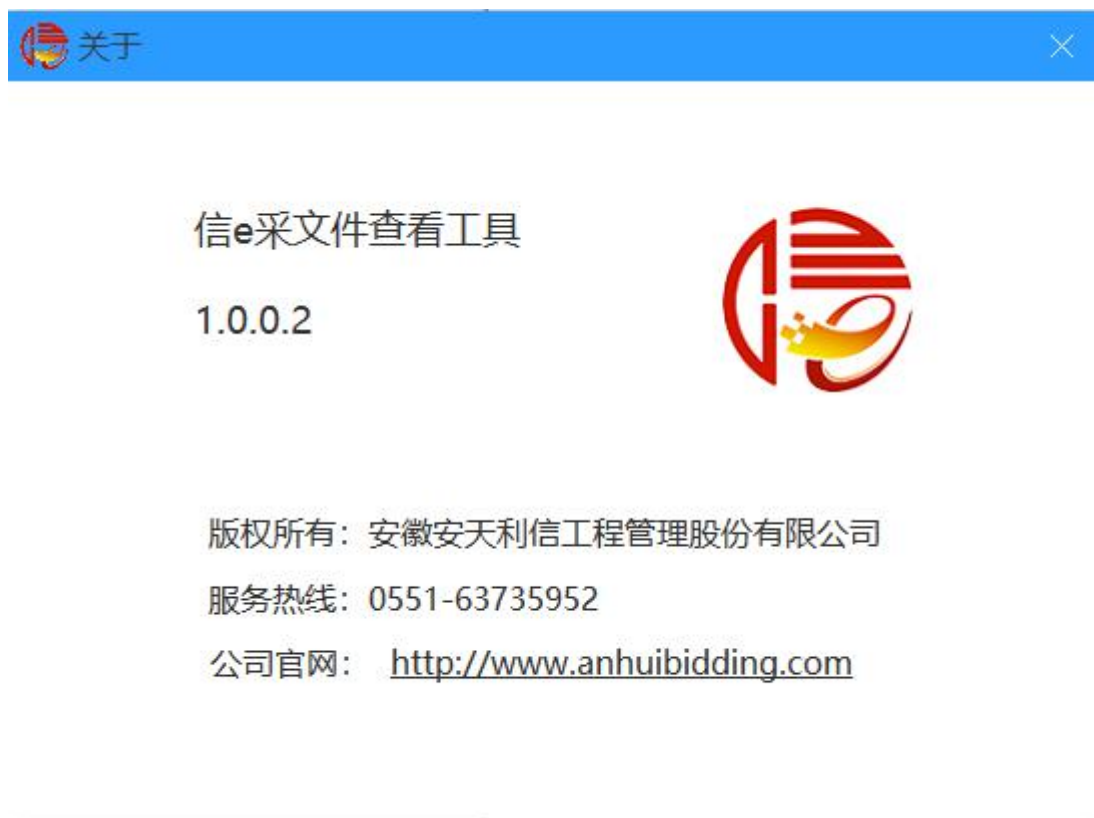 关于
信e采文件查看工具
1.0.0.2
版权所有：安徽安天利信工程管理股份有限公司
服务热线：0551-63735952
公司官网： http://www.anhuibidding.com